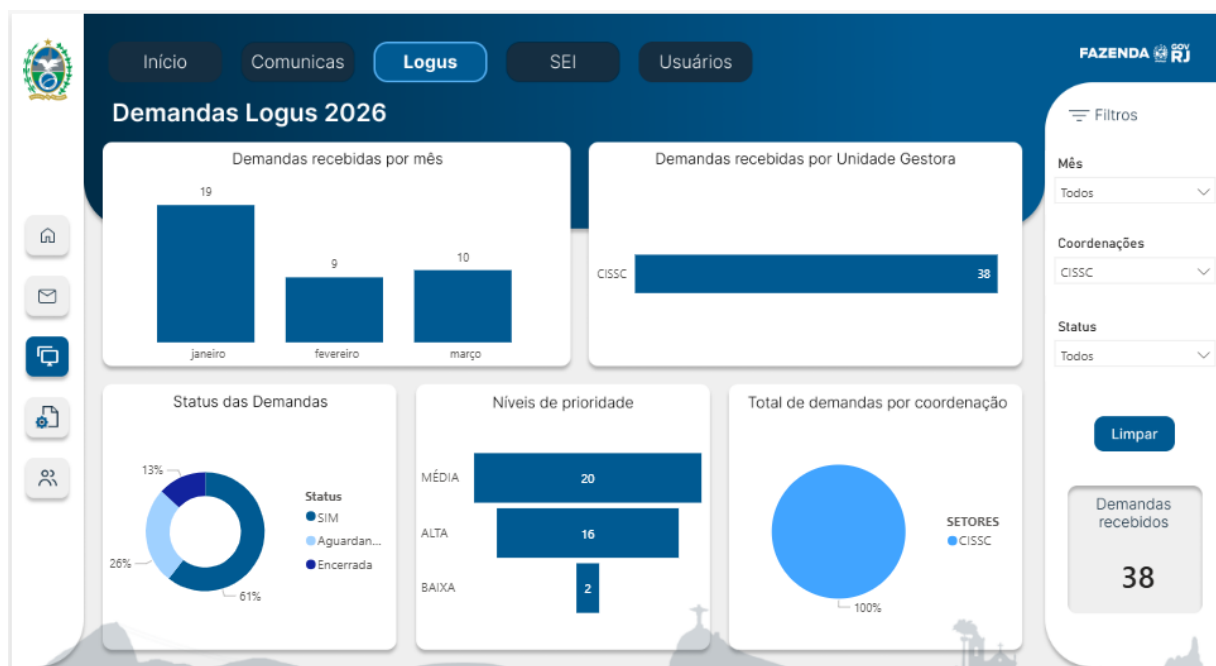 Início
Comunicas
Logus
SEI
Usuários
FAZENDA GOV RJ
Demandas Logus 2026
Filtros
Demandas recebidas por mês
19
9
10
janeiro
fevereiro
março
Demandas recebidas por Unidade Gestora
CISSC
38
Mês
Todos
Coordenações
CISSC
Status
Todos
Limpar
Demandas
recebidos
38
Status das Demandas
13%
26%
61%
Status
SIM
Aguardan...
Encerrada
Níveis de prioridade
MÉDIA
20
ALTA
16
BAIXA
2
Total de demandas por coordenação
100%
SETORES
CISSC